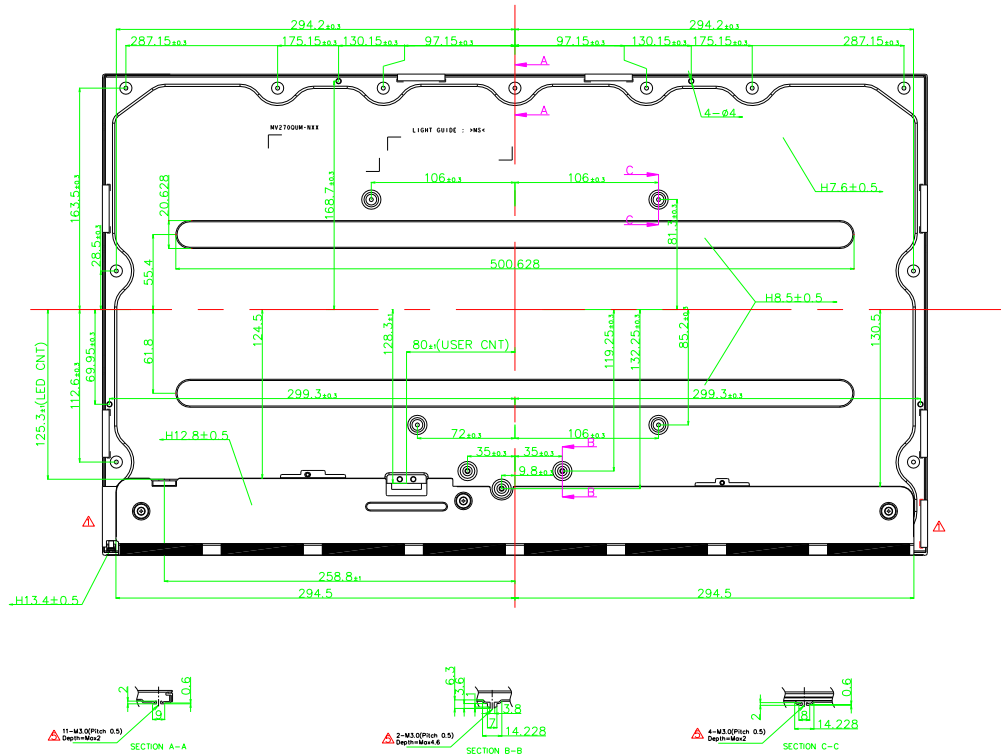 294.2±0.3 294.2±0.3
287.15±0.3 175.15±0.3 130.15±0.3 97.15±0.3 97.15±0.3 130.15±0.3 175.15±0.3 287.15±0.3
A
A
4-Ø4
MV270QUM-NXX
LIGHT GUIDE : >MS<
H7.6±0.5
C
C
106±0.3 106±0.3
163.5±0.3
20.628
168.7±0.3
81.3±0.3
28.5±0.3
55.4
500.628
H8.5±0.5
125.3±1(LED CNT)
112.6±0.3
69.95±0.3
61.8
124.5
128.3±1
80±1(USER CNT)
119.25±0.3
132.25±0.3
85.2±0.3
130.5
299.3±0.3 299.3±0.3
H12.8±0.5
72±0.3 106±0.3
35±0.3 35±0.3
9.8±0.3
B
B
258.8±1
294.5 294.5
H13.4±0.5
2
0.6
9
11-M3.0(Pitch 0.5)
Depth=Max2
SECTION A-A
6.3
3.6
1
3.8
7
14.228
2-M3.0(Pitch 0.5)
Depth=Max4.6
SECTION B-B
2
0.6
8
14.228
4-M3.0(Pitch 0.5)
Depth=Max2
SECTION C-C